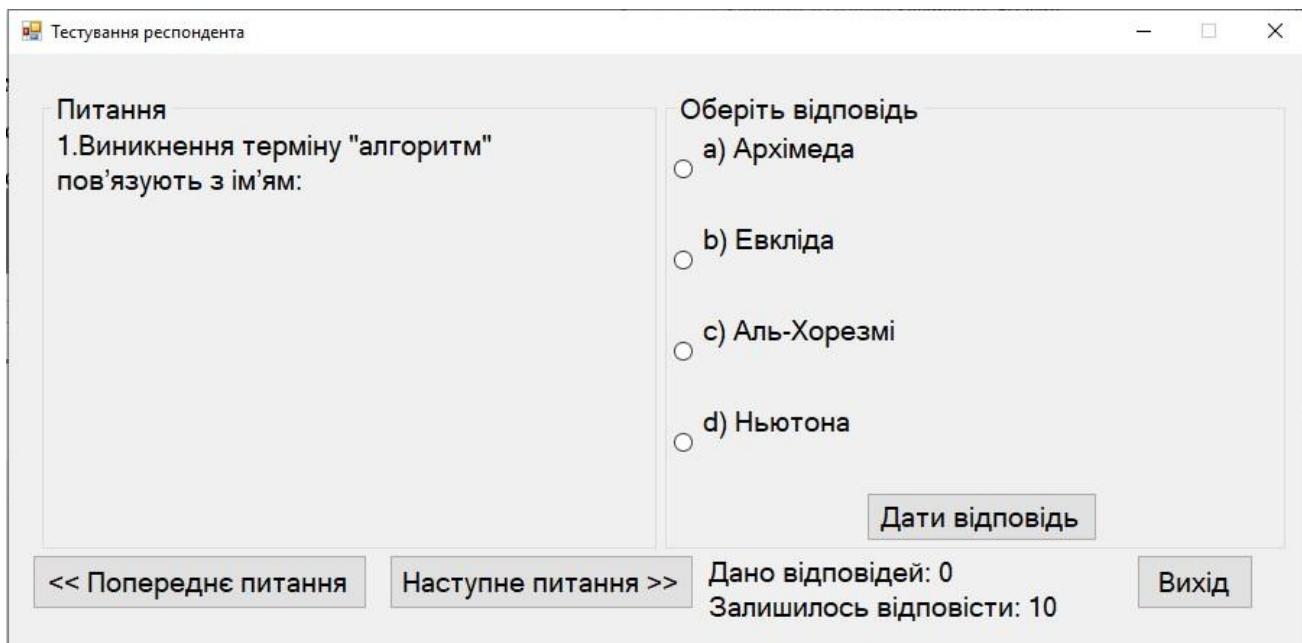 Тестування респондента
Питання
1.Виникнення терміну "алгоритм"
пов’язують з ім’ям:
Оберіть відповідь
a) Архімеда
b) Евкліда
c) Аль-Хорезмі
d) Ньютона
Дати відповідь
<< Попереднє питання
Наступне питання >>
Дано відповідей: 0
Залишилось відповісти: 10
Вихід